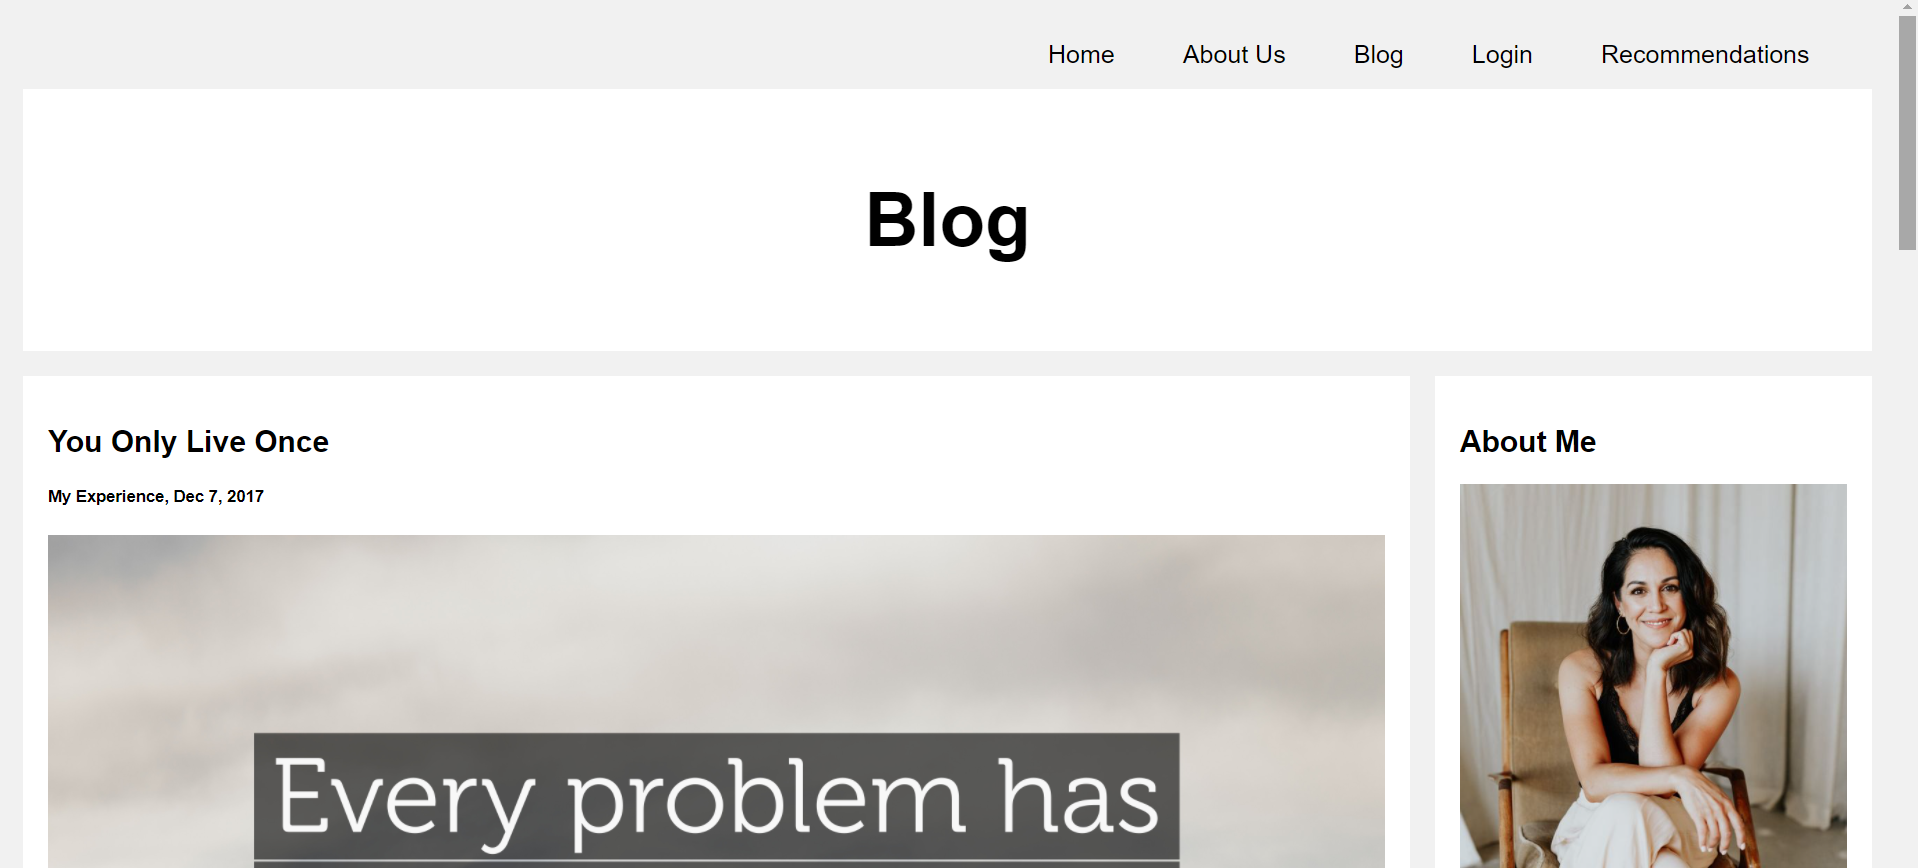 Home About Us Blog Login Recommendations
Blog
You Only Live Once
My Experience, Dec 7, 2017
Every problem has
About Me